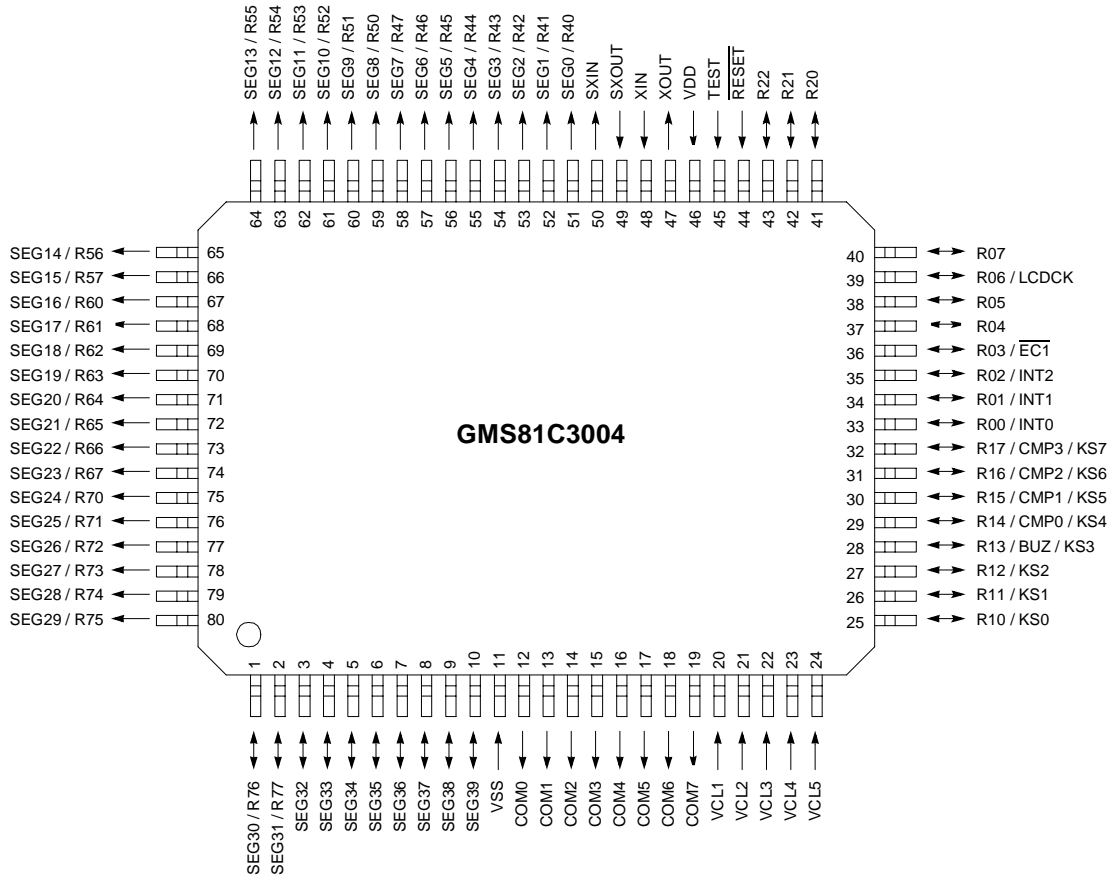 SEG13 / R55
SEG12 / R54
SEG11 / R53
SEG10 / R52
SEG9 / R51
SEG8 / R50
SEG7 / R47
SEG6 / R46
SEG5 / R45
SEG4 / R44
SEG3 / R43
SEG2 / R42
SEG1 / R41
SEG0 / R40
SXIN
SXOUT
XIN
XOUT
VDD
TEST
RESET
R22
R21
R20
64
63
62
61
60
59
58
57
56
55
54
53
52
51
50
49
48
47
46
45
44
43
42
41
SEG14 / R56
65
SEG15 / R57
66
SEG16 / R60
67
SEG17 / R61
68
SEG18 / R62
69
SEG19 / R63
70
SEG20 / R64
71
SEG21 / R65
72
SEG22 / R66
73
SEG23 / R67
74
SEG24 / R70
75
SEG25 / R71
76
SEG26 / R72
77
SEG27 / R73
78
SEG28 / R74
79
SEG29 / R75
80
GMS81C3004
40
R07
39
R06 / LCDCK
38
R05
37
R04
36
R03 / EC1
35
R02 / INT2
34
R01 / INT1
33
R00 / INT0
32
R17 / CMP3 / KS7
31
R16 / CMP2 / KS6
30
R15 / CMP1 / KS5
29
R14 / CMP0 / KS4
28
R13 / BUZ / KS3
27
R12 / KS2
26
R11 / KS1
25
R10 / KS0
1
2
3
4
5
6
7
8
9
10
11
12
13
14
15
16
17
18
19
20
21
22
23
24
SEG30 / R76
SEG31 / R77
SEG32
SEG33
SEG34
SEG35
SEG36
SEG37
SEG38
SEG39
VSS
COM0
COM1
COM2
COM3
COM4
COM5
COM6
COM7
VCL1
VCL2
VCL3
VCL4
VCL5